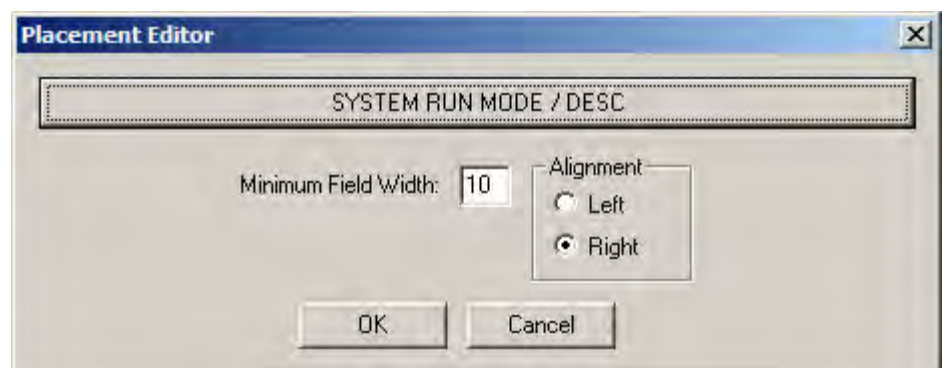 Placement Editor
SYSTEM RUN MODE / DESC
Minimum Field Width: 10
Alignment
Left
Right
OK Cancel